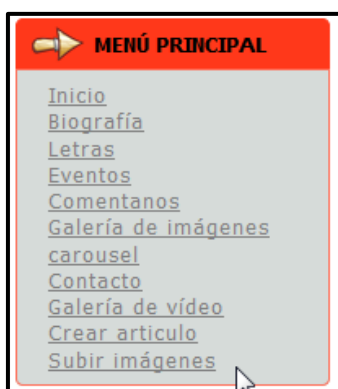 MENÚ PRINCIPAL
Inicio
Biografía
Letras
Eventos
Comentanos
Galería de imágenes
carousel
Contacto
Galería de vídeo
Crear articulo
Subir imágenes